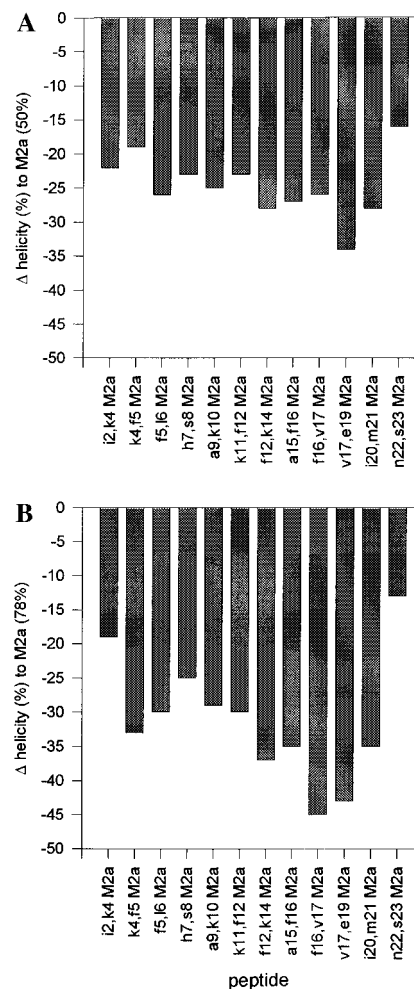 A
Δ helicity (%) to M2a (50%)
0
-5
-10
-15
-20
-25
-30
-35
-40
-45
-50
i2,k4 M2a
k4,f5 M2a
f5,l6 M2a
h7,s8 M2a
a9,k10 M2a
k11,f12 M2a
f12,k14 M2a
a15,f16 M2a
f16,v17 M2a
v17,e19 M2a
i20,m21 M2a
n22,s23 M2a
B
Δ helicity (%) to M2a (78%)
0
-5
-10
-15
-20
-25
-30
-35
-40
-45
-50
i2,k4 M2a
k4,f5 M2a
f5,l6 M2a
h7,s8 M2a
a9,k10 M2a
k11,f12 M2a
f12,k14 M2a
a15,f16 M2a
f16,v17 M2a
v17,e19 M2a
i20,m21 M2a
n22,s23 M2a
peptide